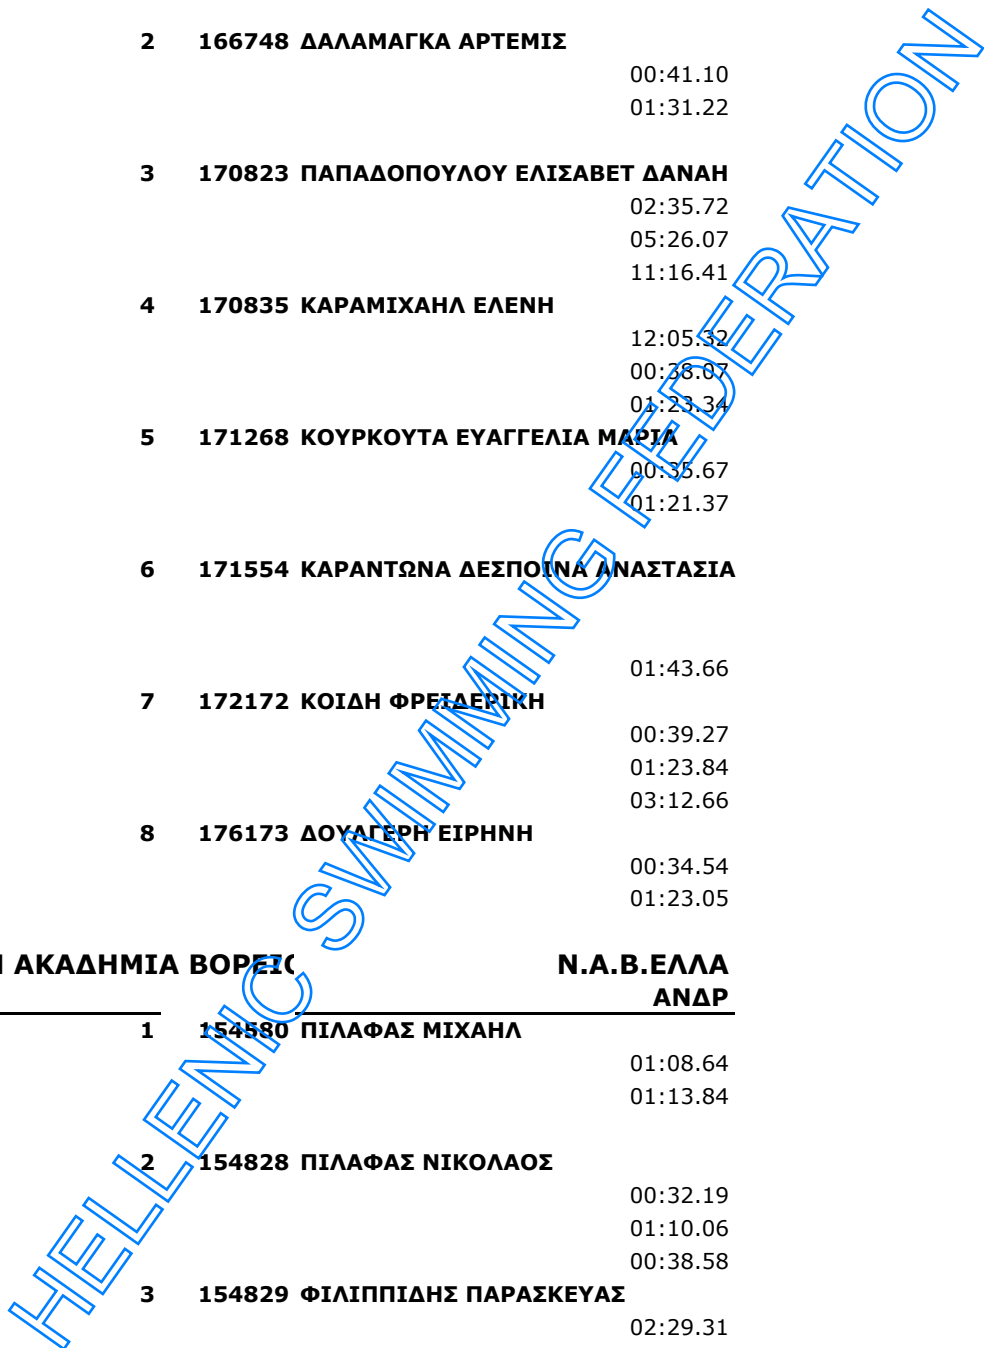 2 166748 ΔΑΛΑΜΑΓΚΑ ΑΡΤΕΜΙΣ
00:41.10
01:31.22
3 170823 ΠΑΠΑΔΟΠΟΥΛΟΥ ΕΛΙΣΑΒΕΤ ΔΑΝΑΗ
02:35.72
05:26.07
11:16.41
4 170835 ΚΑΡΑΜΙΧΑΗΛ ΕΛΕΝΗ
12:05.32
00:38.07
01:23.34
5 171268 ΚΟΥΡΚΟΥΤΑ ΕΥΑΓΓΕΛΙΑ ΜΑΡΙΑ
00:35.67
01:21.37
6 171554 ΚΑΡΑΝΤΩΝΑ ΔΕΣΠΟΙΝΑ ΑΝΑΣΤΑΣΙΑ
01:43.66
7 172172 ΚΟΙΔΗ ΦΡΕΙΔΕΡΙΚΗ
00:39.27
01:23.84
03:12.66
8 176173 ΔΟΥΛΓΕΡΗ ΕΙΡΗΝΗ
00:34.54
01:23.05
ΑΚΑΔΗΜΙΑ ΒΟΡΕΙΟ Ν.Α.Β.ΕΛΛΑ
ΑΝΔΡ
1 154580 ΠΙΛΑΦΑΣ ΜΙΧΑΗΛ
01:08.64
01:13.84
2 154828 ΠΙΛΑΦΑΣ ΝΙΚΟΛΑΟΣ
00:32.19
01:10.06
00:38.58
3 154829 ΦΙΛΙΠΠΙΔΗΣ ΠΑΡΑΣΚΕΥΑΣ
02:29.31
HELLENIC SWIMMING FEDERATION